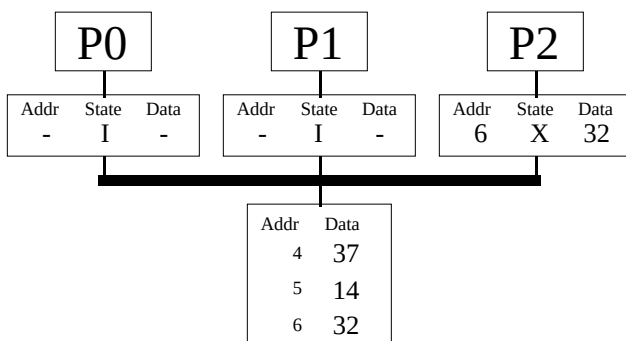 P0 P1 P2
Addr State Data Addr State Data Addr State Data
- I - - I - 6 X 32
Addr Data
4 37
5 14
6 32